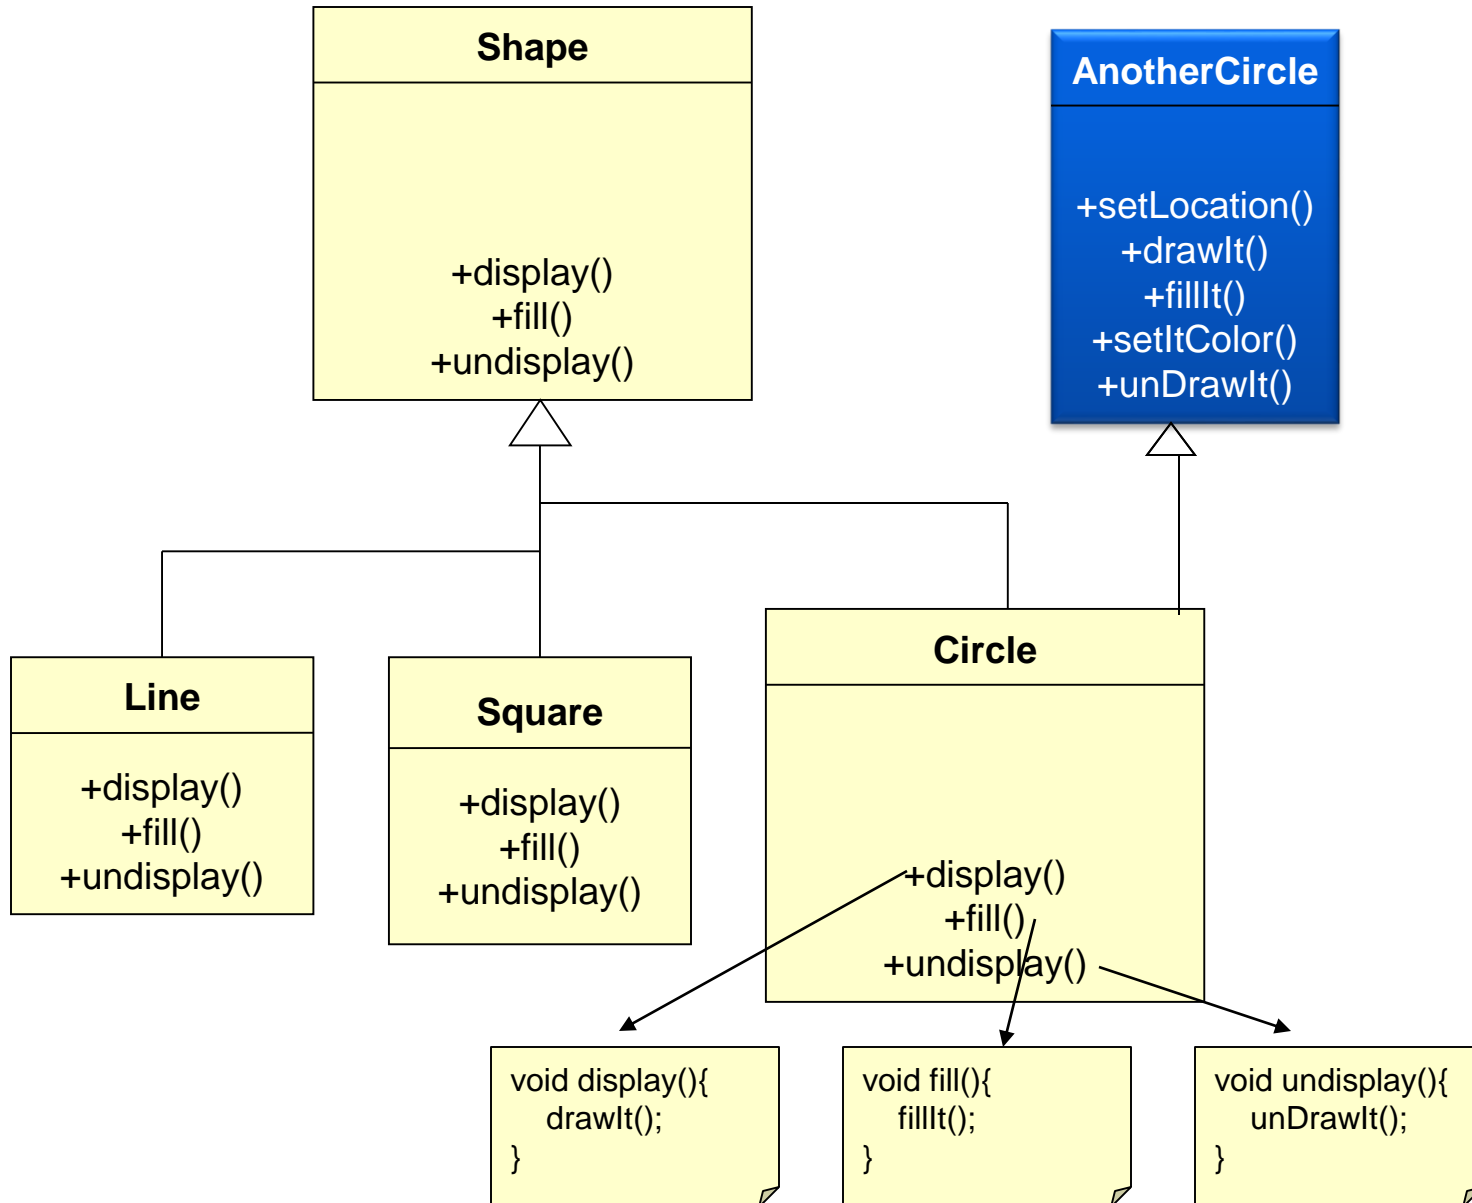 Shape
+display()
+fill()
+undisplay()
AnotherCircle
+setLocation()
+drawIt()
+fillIt()
+setItColor()
+unDrawIt()
Line
+display()
+fill()
+undisplay()
Square
+display()
+fill()
+undisplay()
Circle
+display()
+fill()
+undisplay()
void display(){
drawIt();
}
void fill(){
fillIt();
}
void undisplay(){
unDrawIt();
}